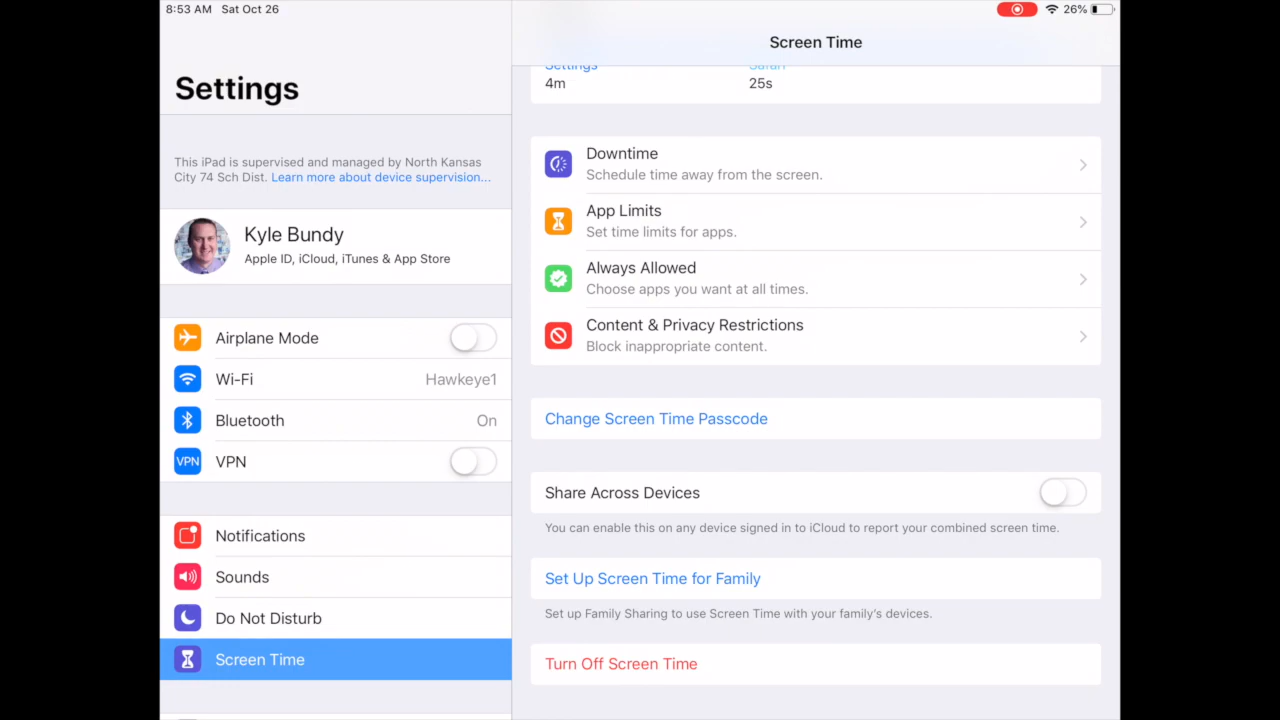 8:53 AM Sat Oct 26
26%
Settings
This iPad is supervised and managed by North Kansas
City 74 Sch Dist. Learn more about device supervision...
Kyle Bundy
Apple ID, iCloud, iTunes & App Store
Airplane Mode
Wi-Fi Hawkeye1
Bluetooth On
VPN VPN
Notifications
Sounds
Do Not Disturb
Screen Time
Screen Time
Settings Safari
4m 25s
Downtime
Schedule time away from the screen.
App Limits
Set time limits for apps.
Always Allowed
Choose apps you want at all times.
Content & Privacy Restrictions
Block inappropriate content.
Change Screen Time Passcode
Share Across Devices
You can enable this on any device signed in to iCloud to report your combined screen time.
Set Up Screen Time for Family
Set up Family Sharing to use Screen Time with your family's devices.
Turn Off Screen Time